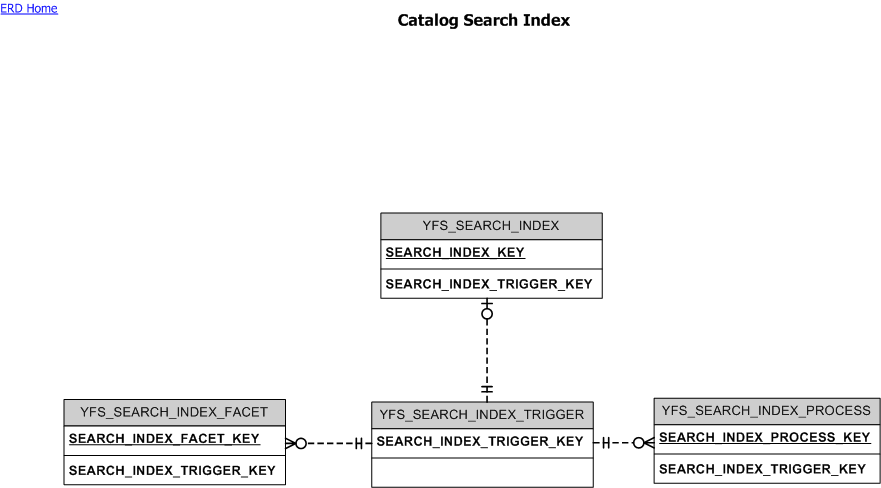 ERD Home
Catalog Search Index
YFS_SEARCH_INDEX
SEARCH_INDEX_KEY
SEARCH_INDEX_TRIGGER_KEY
YFS_SEARCH_INDEX_FACET
SEARCH_INDEX_FACET_KEY
SEARCH_INDEX_TRIGGER_KEY
YFS_SEARCH_INDEX_TRIGGER
SEARCH_INDEX_TRIGGER_KEY
YFS_SEARCH_INDEX_PROCESS
SEARCH_INDEX_PROCESS_KEY
SEARCH_INDEX_TRIGGER_KEY